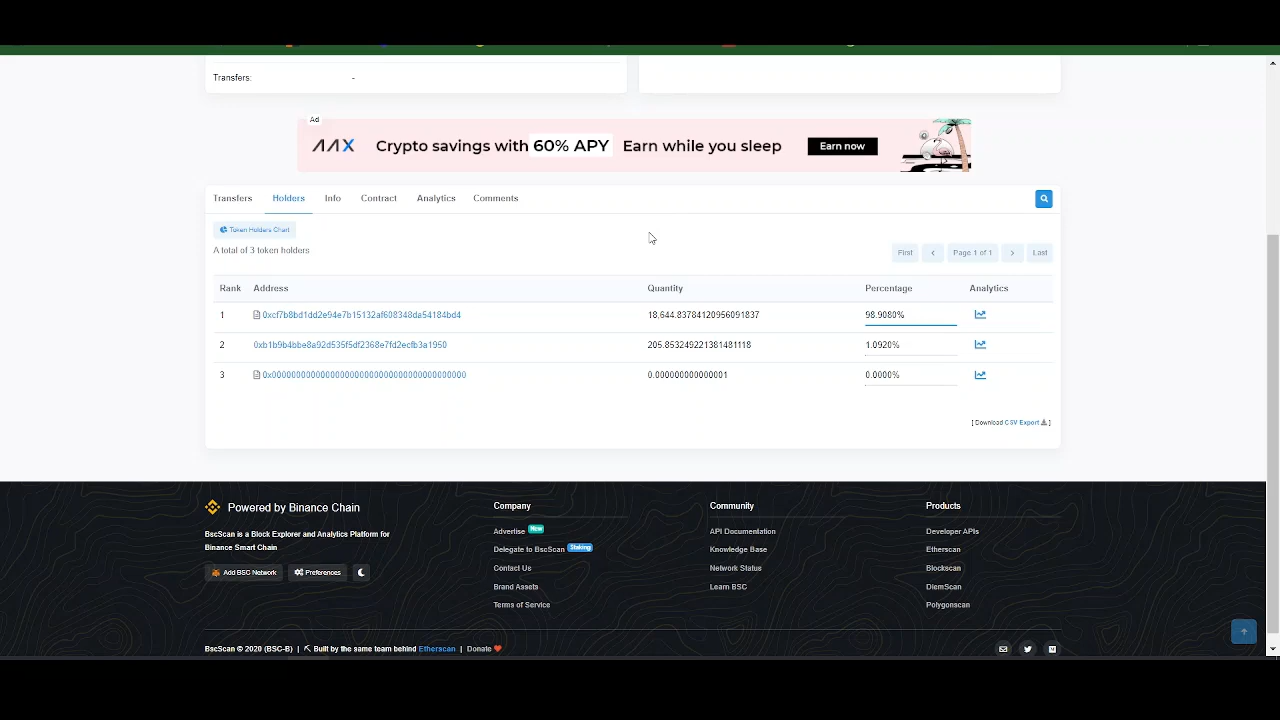 Transfers: -
Ad
AAX Crypto savings with 60% APY Earn while you sleep Earn now
Transfers Holders Info Contract Analytics Comments
Token Holders Chart
A total of 3 token holders
First Page 1 of 1 Last
Rank Address Quantity Percentage Analytics
1 0xcf7b8bd1dd2e94e7b15132af608348da54184bd4 18,644.83784120956091837 98.9080%
2 0xb1b9b4bbe8a92d535f5df2368e7fd2ecfb3a1950 205.853249221381481118 1.0920%
3 0x0000000000000000000000000000000000000000 0.000000000000001 0.0000%
[ Download CSV Export ]
Powered by Binance Chain
BscScan is a Block Explorer and Analytics Platform for
Binance Smart Chain
Add BSC Network Preferences
Company
Advertise New
Delegate to BscScan Staking
Contact Us
Brand Assets
Terms of Service
Community
API Documentation
Knowledge Base
Network Status
Learn BSC
Products
Developer APIs
Etherscan
Blockscan
DiemScan
Polygonscan
BscScan © 2020 (BSC-B) | Built by the same team behind Etherscan | Donate